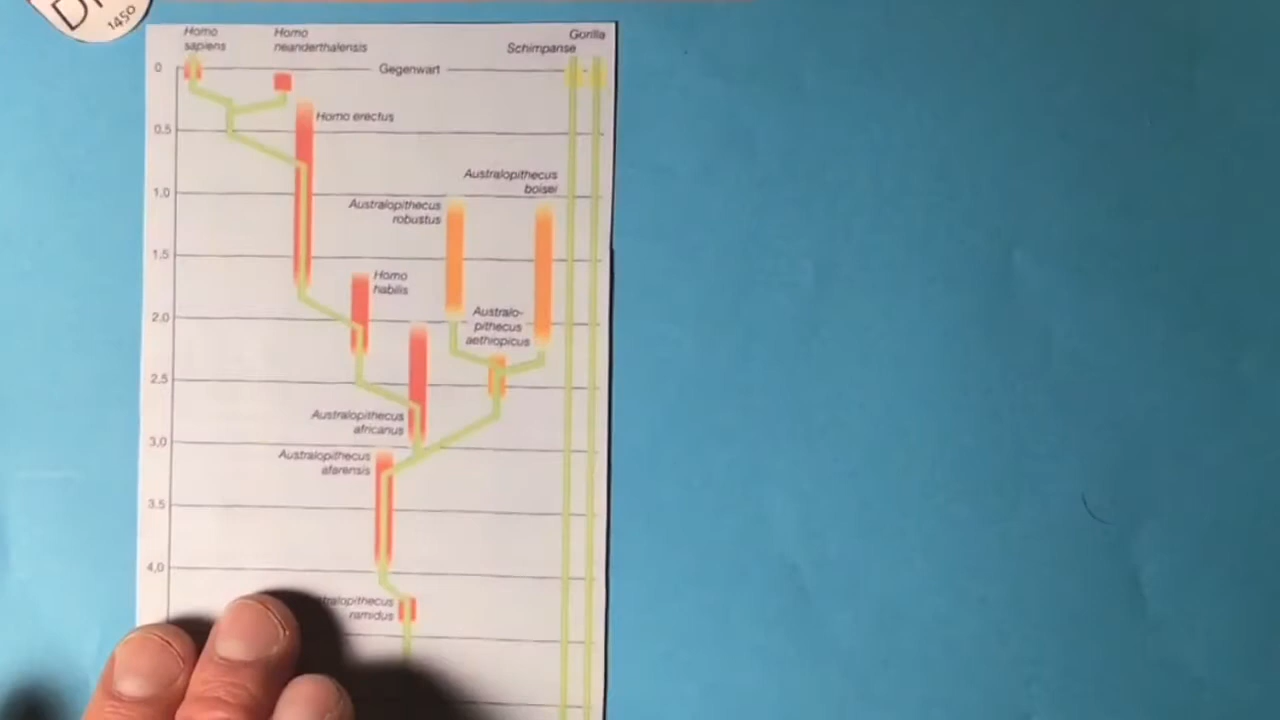 1450
Homo
sapiens
Homo
neanderthalensis
Gorilla
Schimpanse
0
Gegenwart
Homo erectus
0.5
Australopithecus
boisei
1.0
Australopithecus
robustus
1.5
Homo
habilis
2.0
Australo-
pithecus
aethiopicus
2.5
Australopithecus
africanus
3,0
Australopithecus
afarensis
3.5
4,0
ramidus